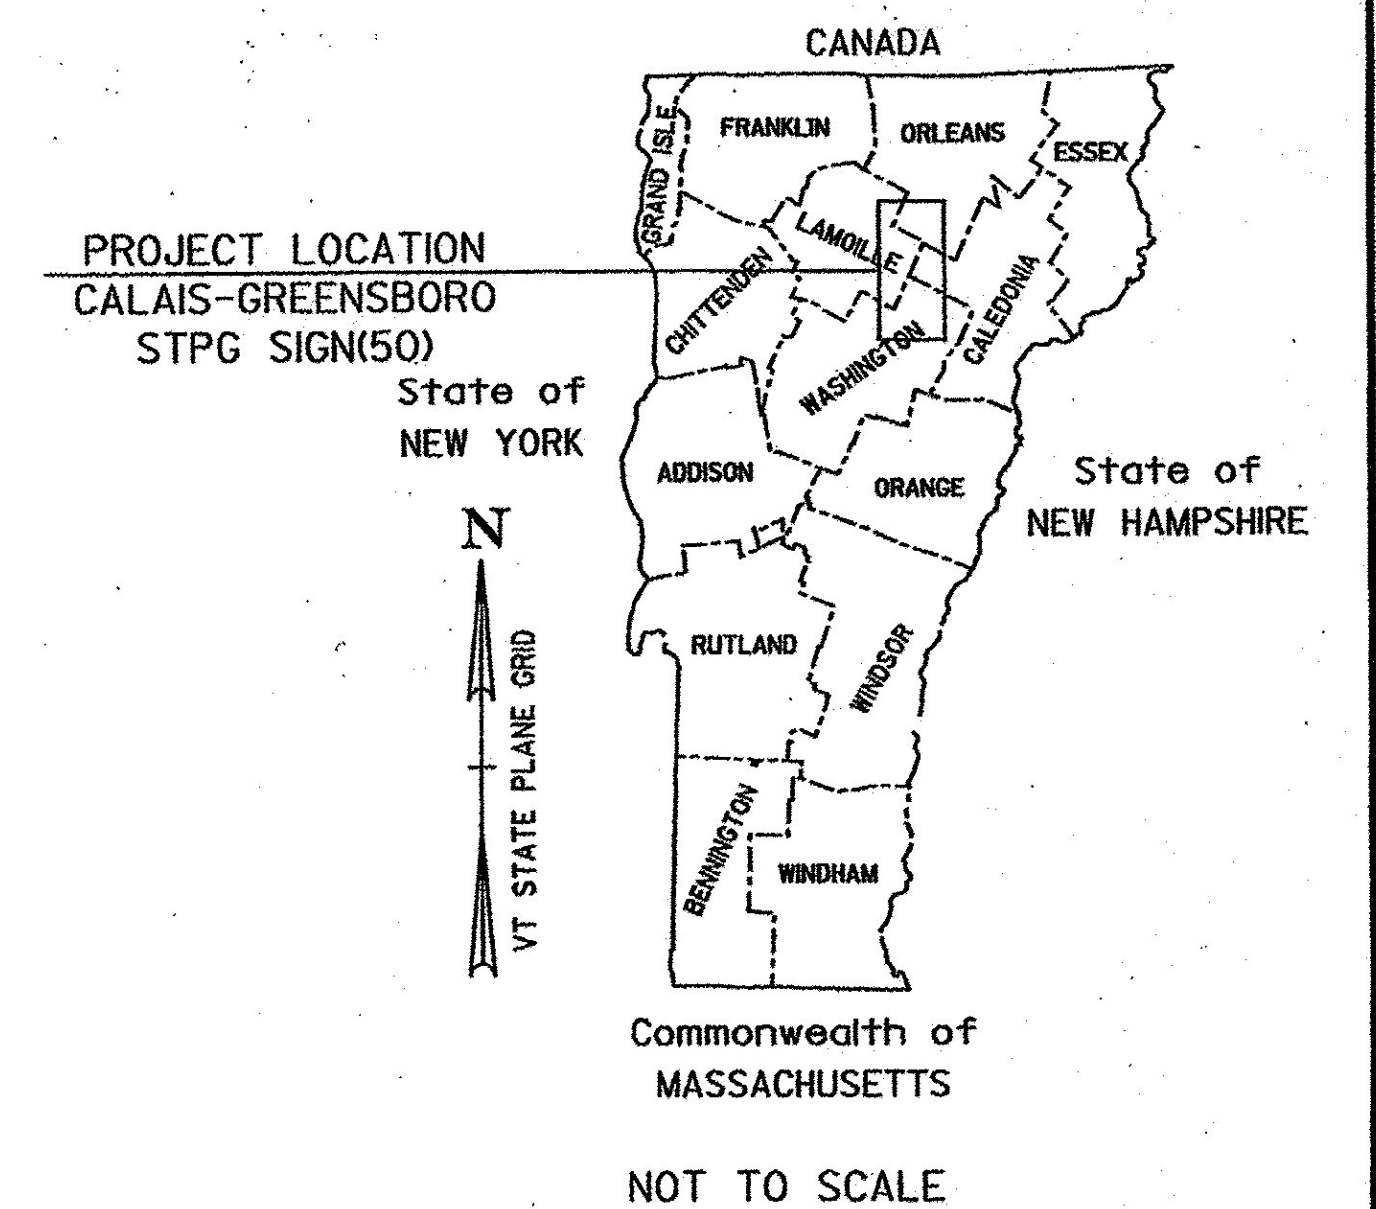 CANADA
FRANKLIN
ORLEANS
ESSEX
GRAND ISLE
LAMOILLE
PROJECT LOCATION
CALAIS-GREENSBORO
STPG SIGN(50)
CHITTENDEN
CALEDONIA
WASHINGTON
State of
NEW YORK
ADDISON
ORANGE
State of
NEW HAMPSHIRE
N
VT STATE PLANE GRID
RUTLAND
WINDSOR
BENNINGTON
WINDHAM
Commonwealth of
MASSACHUSETTS
NOT TO SCALE